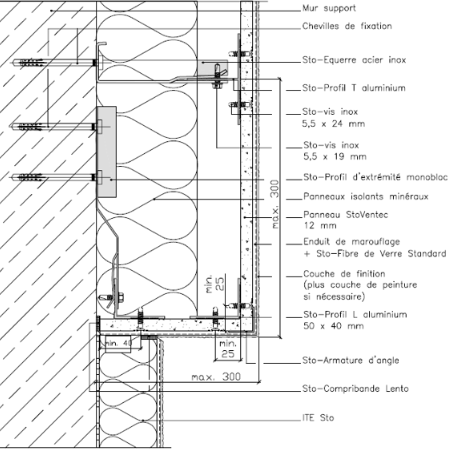 Mur support
Chevilles de fixation
Sto-Equerre acier inox
Sto-Profil T aluminium
Sto-vis inox
5,5 x 24 mm
Sto-vis inox
5,5 x 19 mm
Sto-Profil d'extrémité monobloc
Panneaux isolants minéraux
Panneau StoVentec
12 mm
Enduit de marouflage
+ Sto-Fibre de Verre Standard
Couche de finition
(plus couche de peinture
si nécessaire)
Sto-Profil L aluminium
50 x 40 mm
Sto-Armature d'angle
Sto-Compribande Lento
ITE Sto
max. 300
min.
25
min. 40
min.
25
max. 300